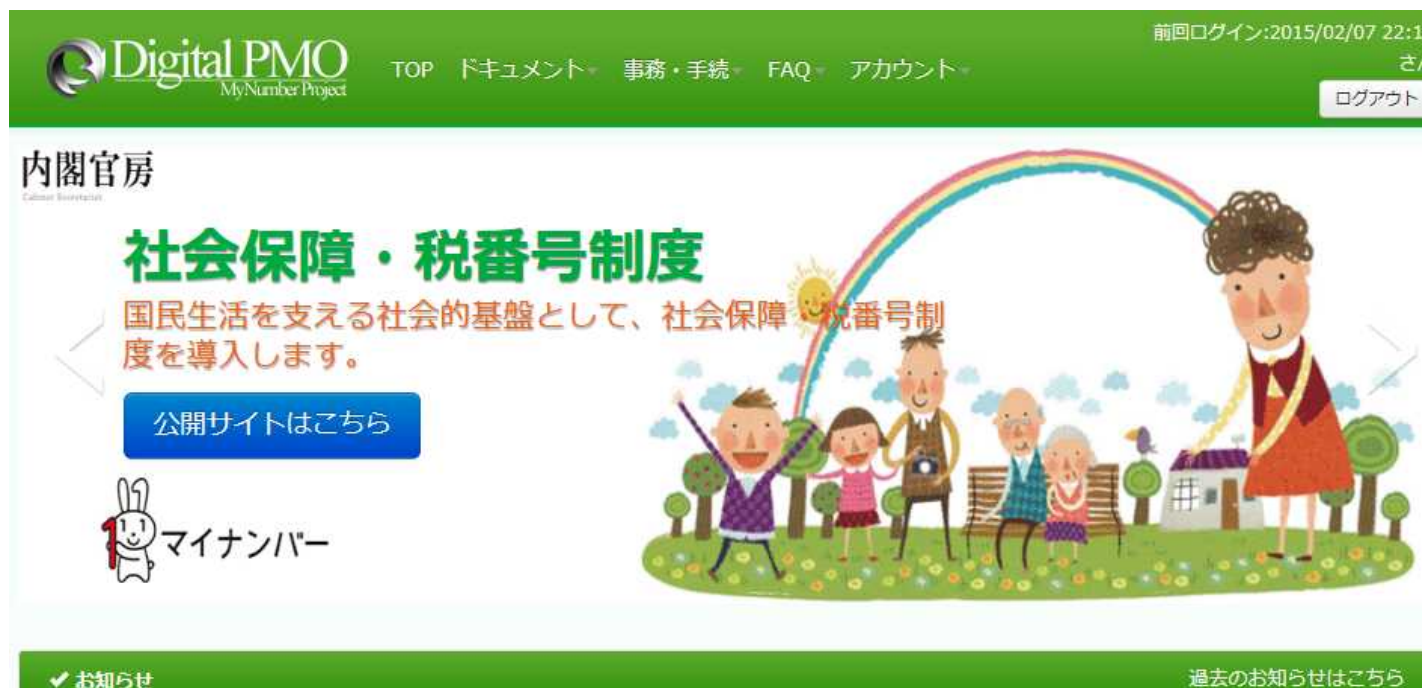 前回ログイン:2015/02/07 22:1
さん
Digital PMO
MyNumber Project
TOP ドキュメント 事務・手続 FAQ アカウント
ログアウト
内閣官房
Cabinet Secretariat
社会保障・税番号制度
国民生活を支える社会的基盤として、社会保障・税番号制
度を導入します。
公開サイトはこちら
マイナンバー
お知らせ
過去のお知らせはこちら